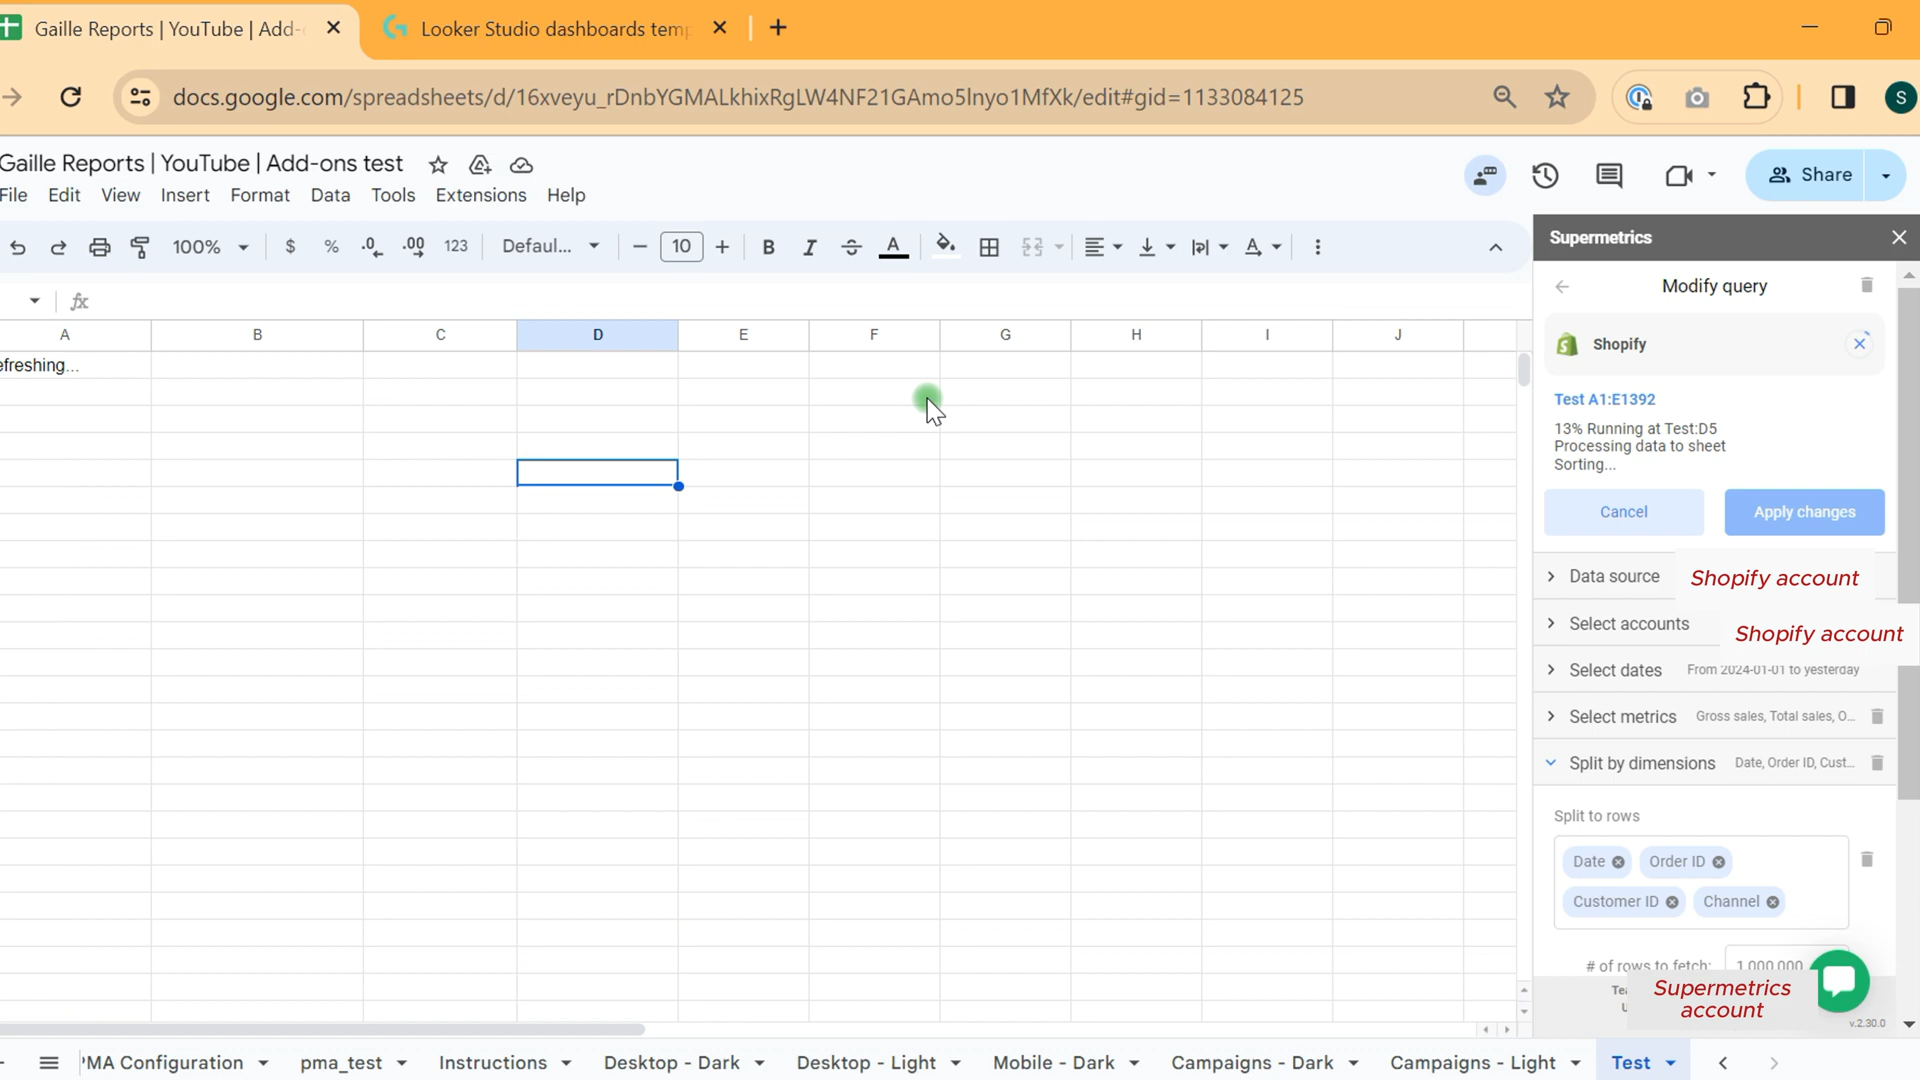 Gaille Reports | YouTube | Add-
Looker Studio dashboards temp
docs.google.com/spreadsheets/d/16xveyu_rDnbYGMALkhixRgLW4NF21GAmo5lnyo1MfXk/edit#gid=1133084125
S
Gaille Reports | YouTube | Add-ons test
File Edit View Insert Format Data Tools Extensions Help
Share
100% $ % .0 .00 123 Defaul... 10 B I S A A
Supermetrics
fx
Modify query
A B C D E F G H I J
Shopify
efreshing...
Test A1:E1392
13% Running at Test:D5
Processing data to sheet
Sorting...
Cancel Apply changes
Data source Shopify account
Select accounts Shopify account
Select dates From 2024-01-01 to yesterday
Select metrics Gross sales, Total sales, O...
Split by dimensions Date, Order ID, Cust...
Split to rows
Date Order ID
Customer ID Channel
# of rows to fetch: 1 000 000
Supermetrics
account
v.2.30.0
MA Configuration pma_test Instructions Desktop - Dark Desktop - Light Mobile - Dark Campaigns - Dark Campaigns - Light Test